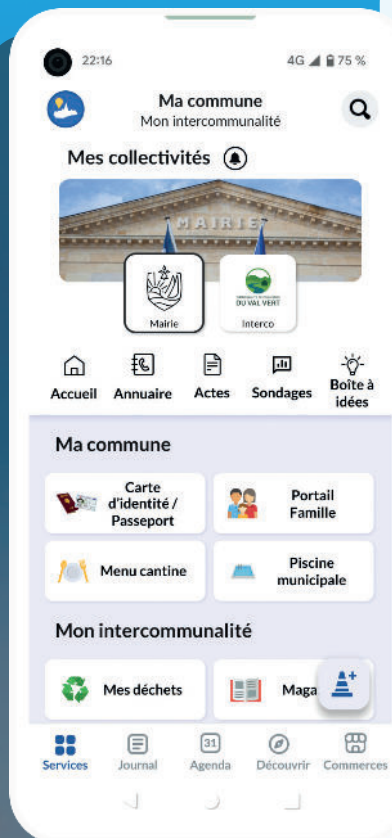 22:16
4G 75 %
Ma commune
Mon intercommunalité
Mes collectivités
MAIRIE
DU VAL VERT
Mairie
Interco
Accueil
Annuaire
Actes
Sondages
Boîte à
idées
Ma commune
Carte
d'identité /
Passeport
Portail
Famille
Menu cantine
Piscine
municipale
Mon intercommunalité
Mes déchets
Maga
31
Services
Journal
Agenda
Découvrir
Commerces